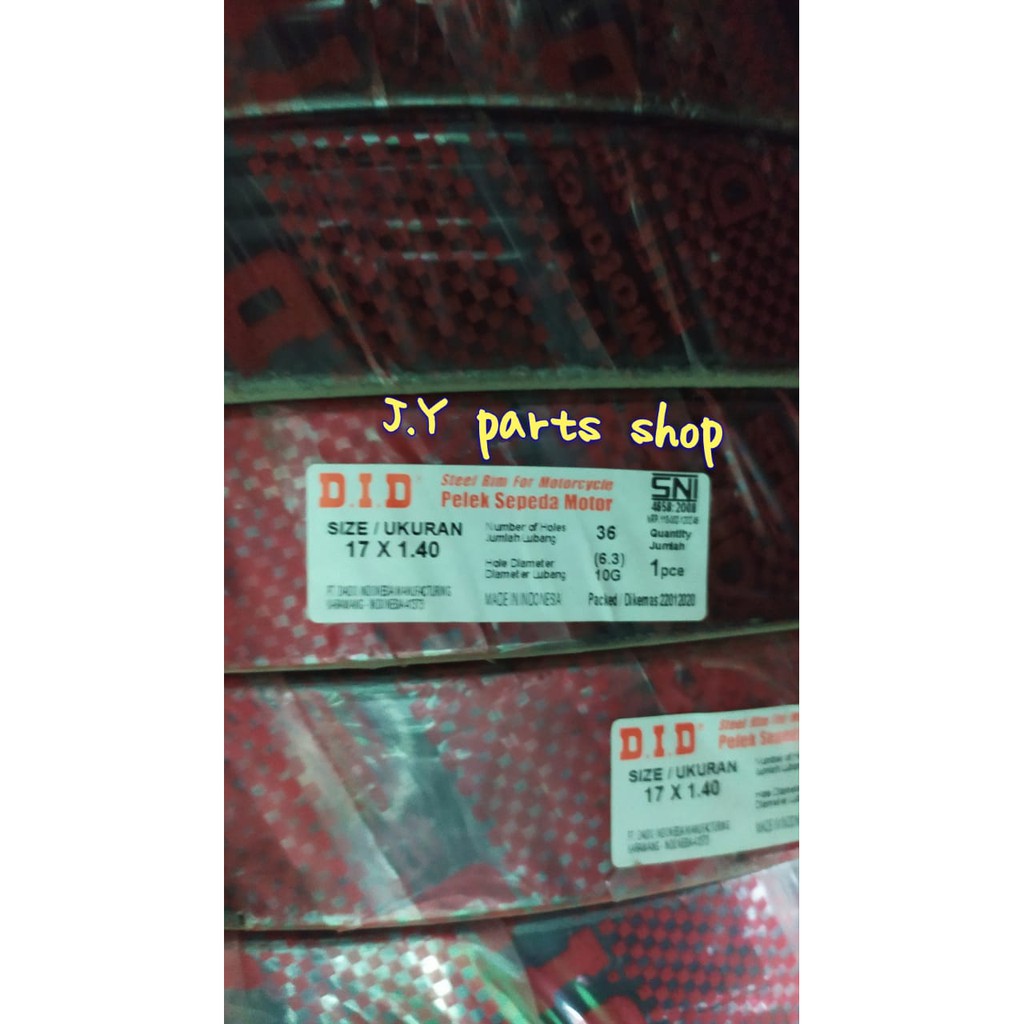 J.Y parts shop
D.I.D Steel Rim For Motorcycle SNI
Pelek Sepeda Motor 4658:2008
SIZE / UKURAN
17 X 1.40
Number of Holes 36
Jumlah Lubang
Hole Diameter (6.3)
Diameter Lubang 10G
Quantity
Jumlah
1pce
MADE IN INDONESIA Packed / Dikemas 22012020
D.I.D
SIZE / UKURAN
17 X 1.40